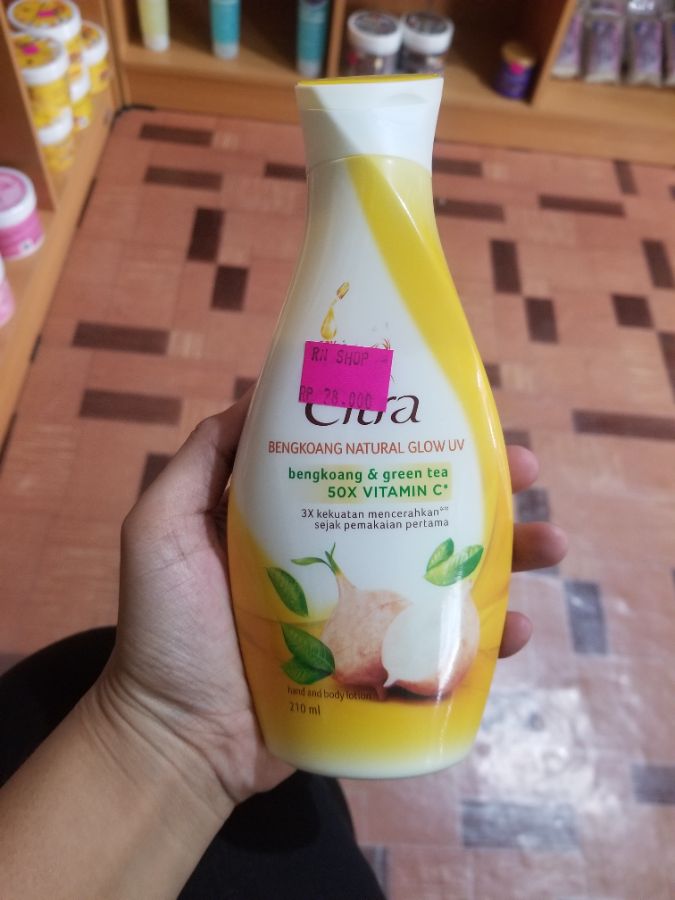 RN SHOP
RP 28.000
Citra
BENGKOANG NATURAL GLOW UV
bengkoang & green tea
50X VITAMIN C*
3X kekuatan mencerahkan
sejak pemakaian pertama
hand and body lotion
210 ml